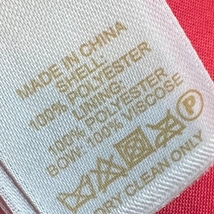 MADE IN CHINA
SHELL:
100% POLYESTER
LINING:
100% POLYESTER
BOW-100% VISCOSE
P
DRY CLEAN ONLY